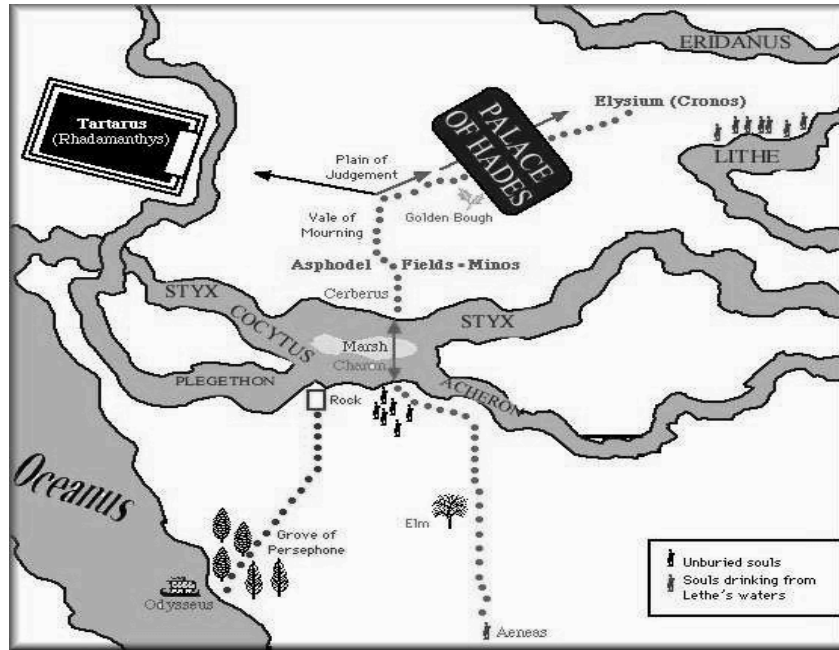 ERIDANUS
Tartarus
(Rhadamanthys)
PALACE
OF HADES
Elysium (Cronos)
LITHE
Plain of
Judgement
Golden Bough
Vale of
Mourning
Asphodel Fields - Minos
Cerberus
STYX
COCYTUS
STYX
Marsh
Charon
PLEGETHON
ACHERON
Rock
Oceanus
Elm
Grove of
Persephone
Odysseus
Aeneas
Unburied souls
Souls drinking from
Lethe's waters